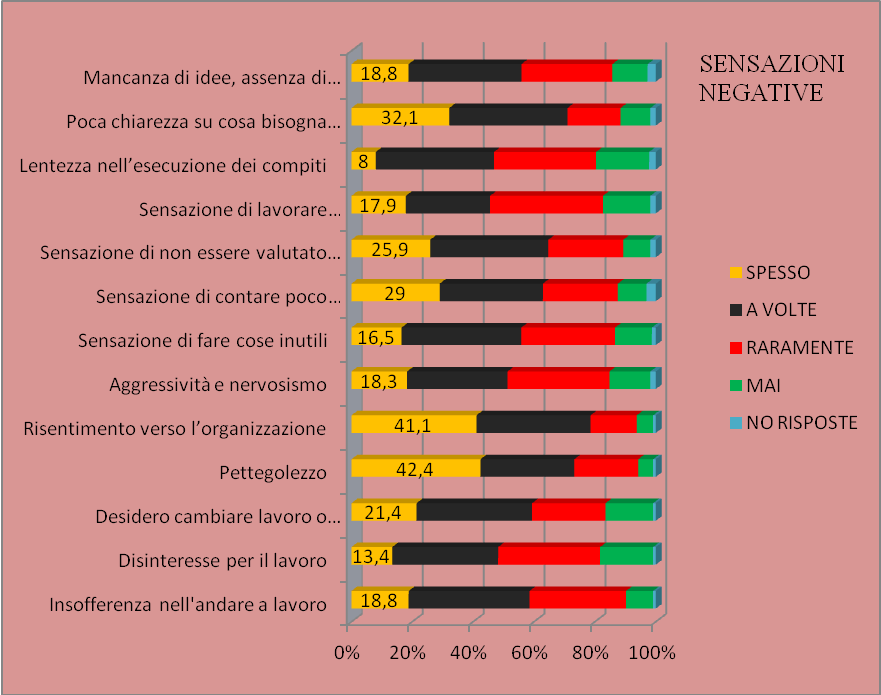 SENSAZIONI
NEGATIVE
Mancanza di idee, assenza di... 18,8
Poca chiarezza su cosa bisogna... 32,1
Lentezza nell’esecuzione dei compiti 8
Sensazione di lavorare... 17,9
Sensazione di non essere valutato... 25,9
Sensazione di contare poco... 29
Sensazione di fare cose inutili 16,5
Aggressività e nervosismo 18,3
Risentimento verso l’organizzazione 41,1
Pettegolezzo 42,4
Desidero cambiare lavoro o... 21,4
Disinteresse per il lavoro 13,4
Insofferenza nell'andare a lavoro 18,8
0% 20% 40% 60% 80% 100%
SPESSO
A VOLTE
RARAMENTE
MAI
NO RISPOSTE